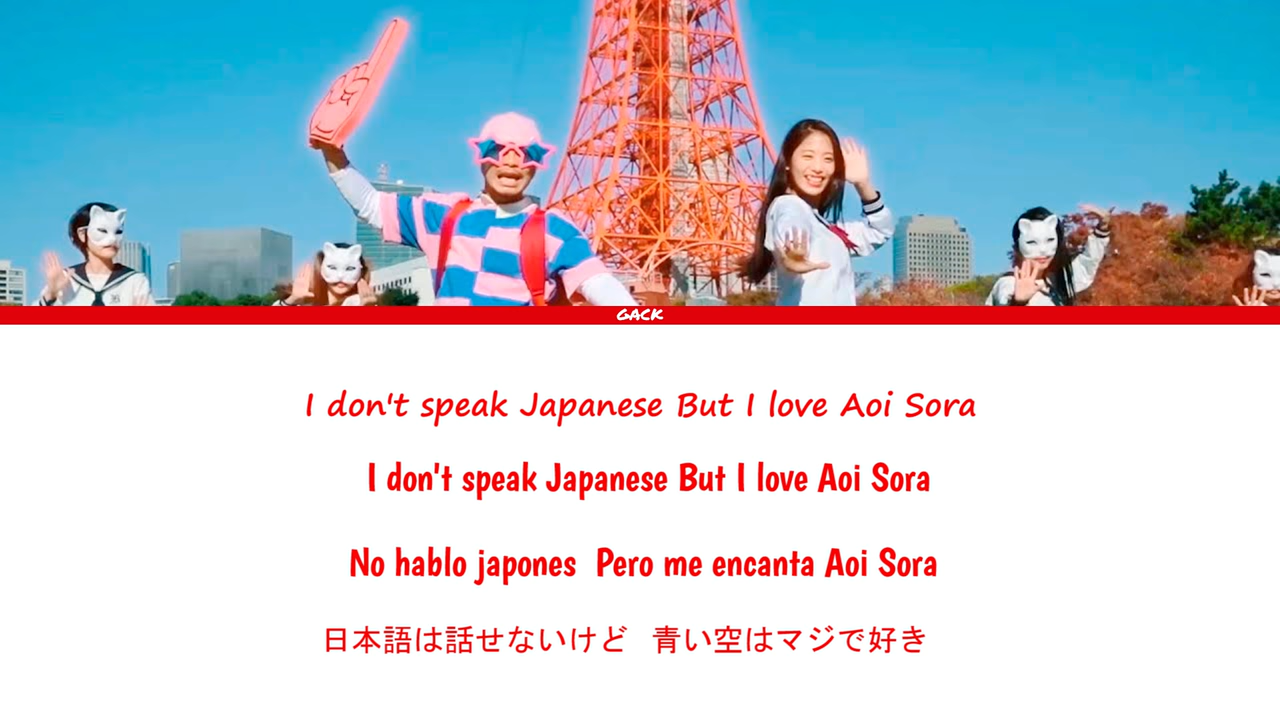 GACK
I don't speak Japanese But I love Aoi Sora
I don't speak Japanese But I love Aoi Sora
No hablo japones Pero me encanta Aoi Sora
日本語は話せないけど 青い空はマジで好き